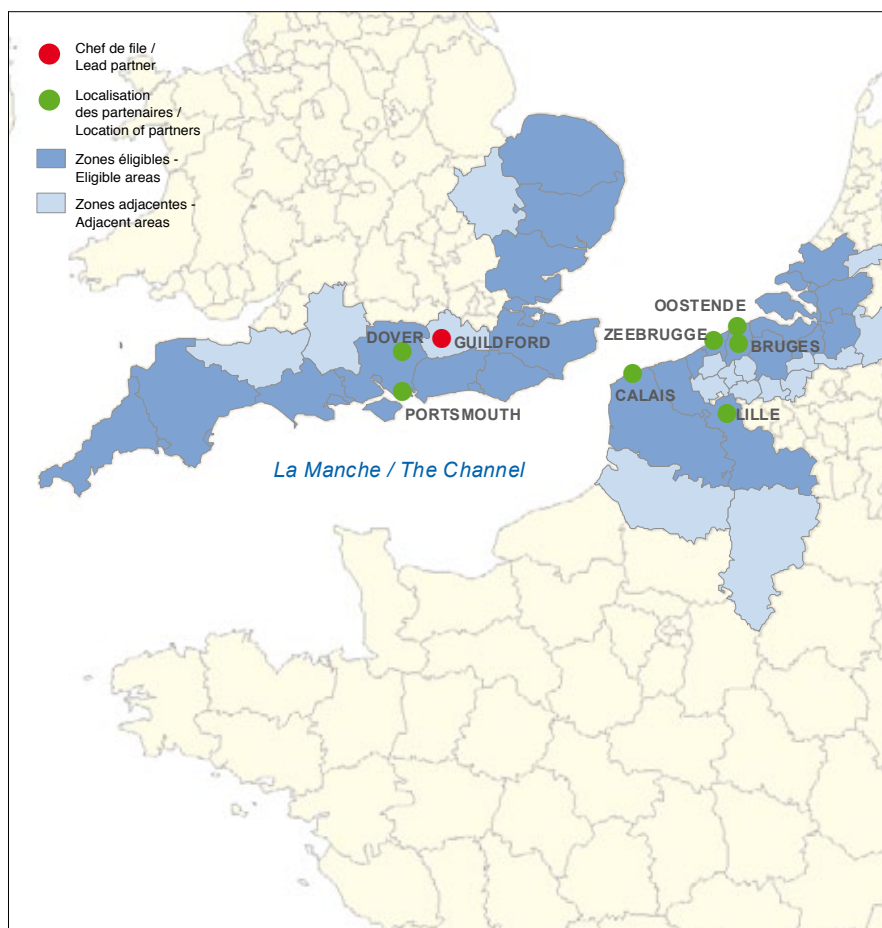 Chef de file /
Lead partner
Localisation
des partenaires /
Location of partners
Zones éligibles -
Eligible areas
Zones adjacentes -
Adjacent areas
OOSTENDE
ZEEBRUGGE
BRUGES
DOVER
GUILDFORD
CALAIS
PORTSMOUTH
LILLE
La Manche / The Channel